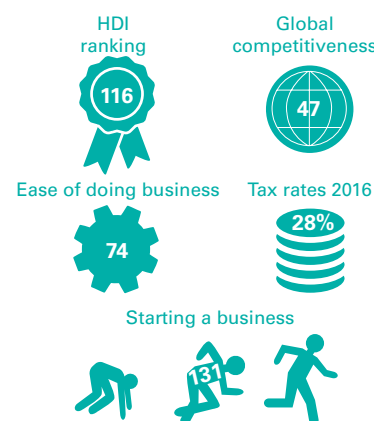 HDI
ranking
116
Global
competitiveness
47
Ease of doing business
74
Tax rates 2016
28%
Starting a business
131